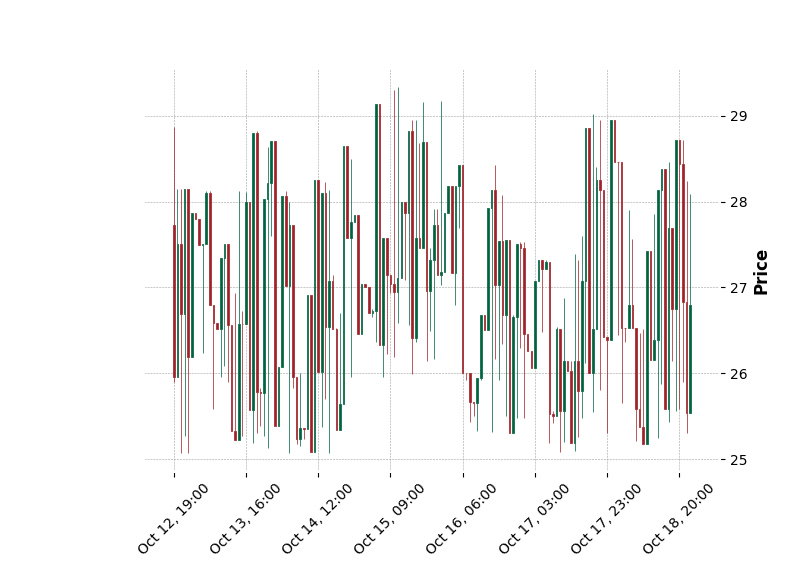 29
28
27
26
25
Price
Oct 12, 19:00
Oct 13, 16:00
Oct 14, 12:00
Oct 15, 09:00
Oct 16, 06:00
Oct 17, 03:00
Oct 17, 23:00
Oct 18, 20:00